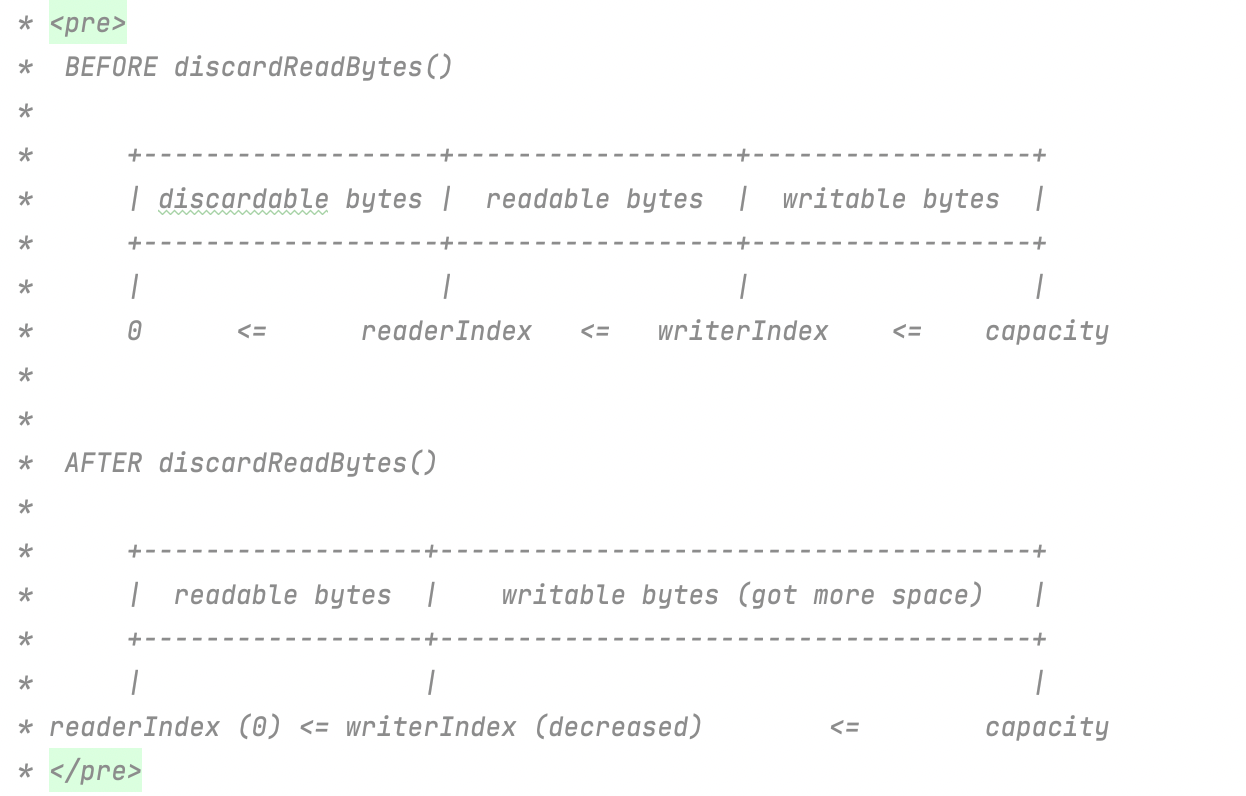 * <pre>
*  BEFORE discardReadBytes()
*
*      +-------------------+------------------+------------------+
*      | discardable bytes |  readable bytes  |  writable bytes  |
*      +-------------------+------------------+------------------+
*      |                   |                  |                  |
*      0      <=      readerIndex   <=   writerIndex    <=    capacity
*
*
*  AFTER discardReadBytes()
*
*      +------------------+--------------------------------------+
*      |  readable bytes  |    writable bytes (got more space)   |
*      +------------------+--------------------------------------+
*      |                  |                                      |
* readerIndex (0) <= writerIndex (decreased)        <=        capacity
* </pre>